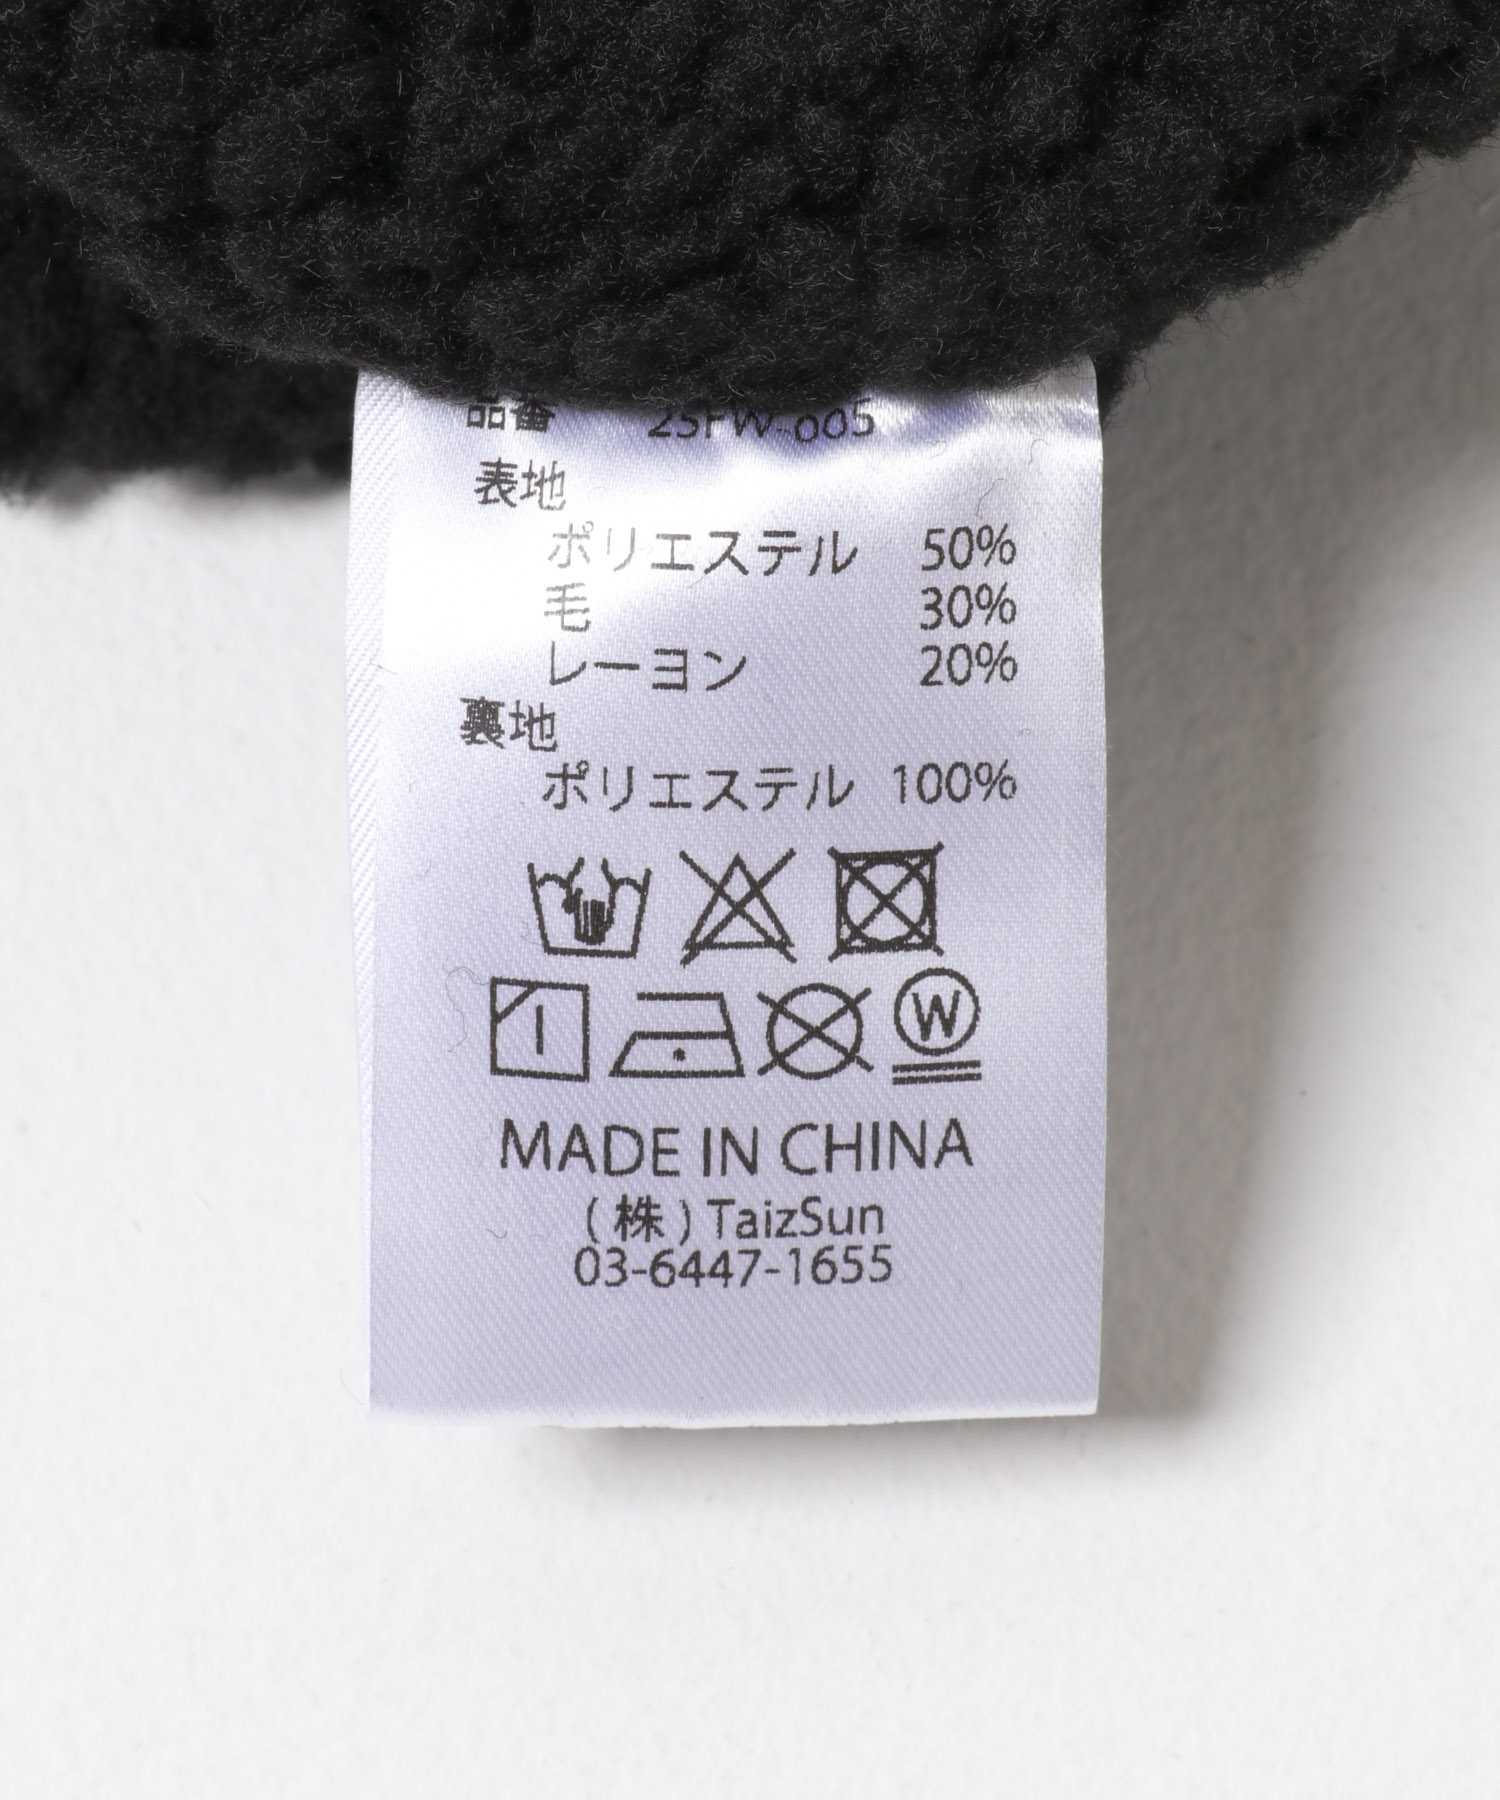 品番 25FW-005
表地
ポリエステル 50%
毛 30%
レーヨン 20%
裏地
ポリエステル 100%
W
MADE IN CHINA
(株) TaizSun
03-6447-1655